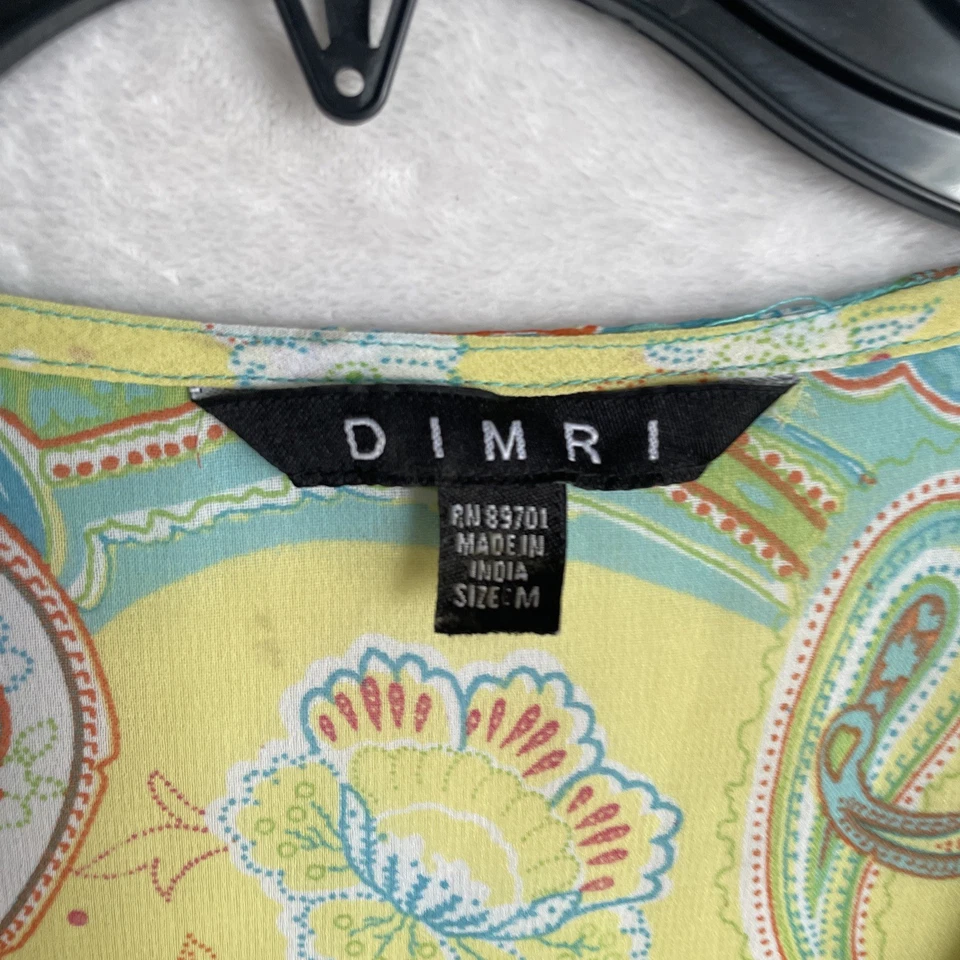 DIMRI
RN 89701
MADE IN
INDIA
SIZE: M